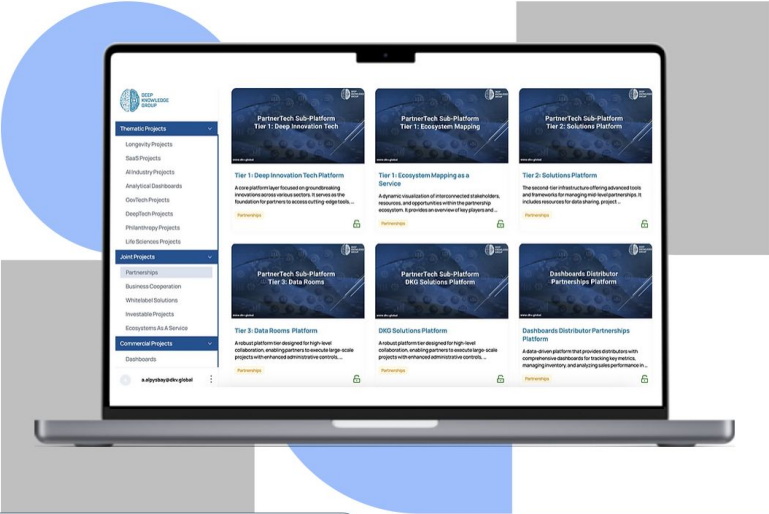 DEEP
KNOWLEDGE
GROUP
Thematic Projects
Longevity Projects
SaaS Projects
AI Industry Projects
Analytical Dashboards
GovTech Projects
DeepTech Projects
Philanthropy Projects
Life Sciences Projects
Joint Projects
Partnerships
Business Cooperation
Whitelabel Solutions
Investable Projects
Ecosystems As A Service
Commercial Projects
Dashboards
a.alpysbay@dkv.global
PartnerTech Sub-Platform
Tier 1: Deep Innovation Tech
www.dkv.global
Tier 1: Deep Innovation Tech Platform
A core platform layer focused on groundbreaking
innovations across various sectors. It serves as the
foundation for partners to access cutting-edge tools, ...
Partnerships
PartnerTech Sub-Platform
Tier 1: Ecosystem Mapping
Tier 1: Ecosystem Mapping as a
Service
A dynamic visualization of interconnected stakeholders,
resources, and opportunities within the partnership
ecosystem. It provides an overview of key players and ...
Partnerships
PartnerTech Sub-Platform
Tier 2: Solutions Platform
www.dkv.global
Tier 2: Solutions Platform
The second-tier infrastructure offering advanced tools
and frameworks for managing mid-level partnerships. It
includes resources for data sharing, project ...
Partnerships
PartnerTech Sub-Platform
Tier 3: Data Rooms
www.dkv.global
Tier 3: Data Rooms Platform
A robust platform tier designed for high-level
collaboration, enabling partners to execute large-scale
projects with enhanced administrative controls, ...
Partnerships
PartnerTech Sub-Platform
DKG Solutions Platform
DKG Solutions Platform
A robust platform tier designed for high-level
collaboration, enabling partners to execute large-scale
projects with enhanced administrative controls, ...
Partnerships
Dashboards Distributor
Partnerships Platform
www.dkv.global
Dashboards Distributor Partnerships
Platform
A data-driven platform that provides distributors with
comprehensive dashboards for tracking key metrics,
managing inventory, and analyzing sales performance in ...
Partnerships